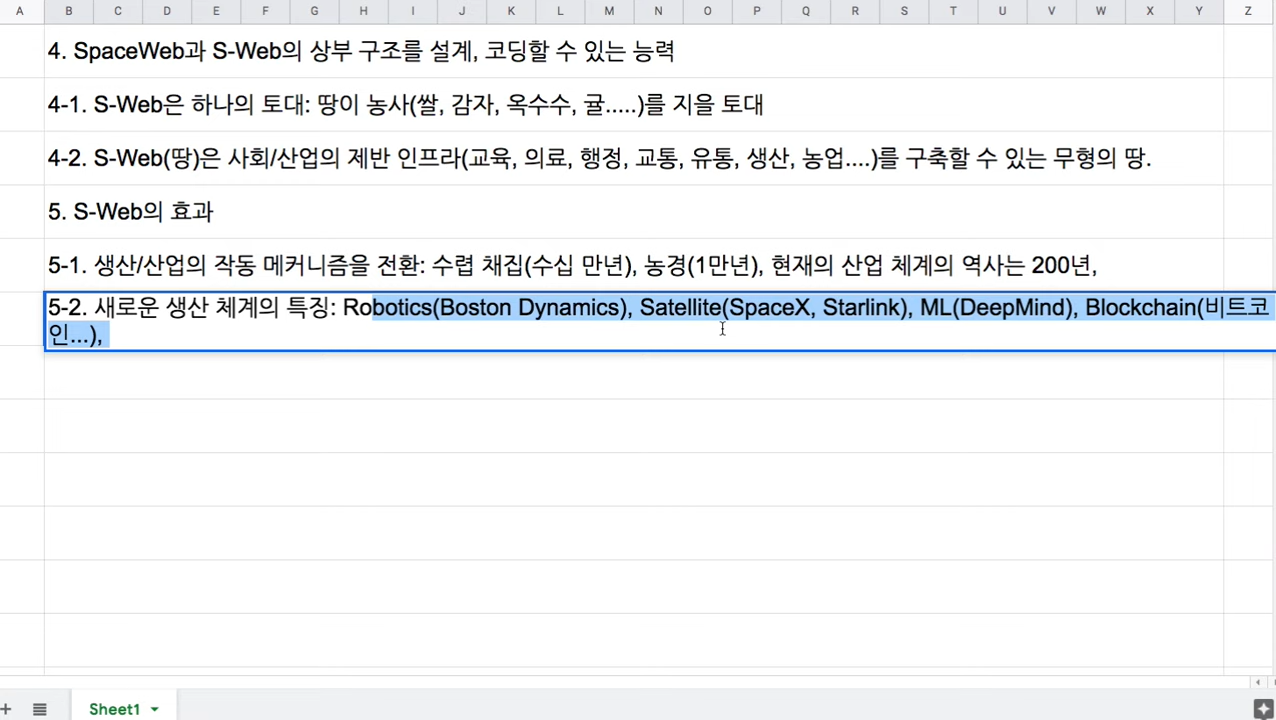 A B C D E F G H I J K L M N O P Q R S T U V W X Y Z
4. SpaceWeb과 S-Web의 상부 구조를 설계, 코딩할 수 있는 능력
4-1. S-Web은 하나의 토대: 땅이 농사(쌀, 감자, 옥수수, 귤.....)를 지을 토대
4-2. S-Web(땅)은 사회/산업의 제반 인프라(교육, 의료, 행정, 교통, 유통, 생산, 농업....)를 구축할 수 있는 무형의 땅.
5. S-Web의 효과
5-1. 생산/산업의 작동 메커니즘을 전환: 수렵 채집(수십 만년), 농경(1만년), 현재의 산업 체계의 역사는 200년,
5-2. 새로운 생산 체계의 특징: Robotics(Boston Dynamics), Satellite(SpaceX, Starlink), ML(DeepMind), Blockchain(비트코
인...),
Sheet1